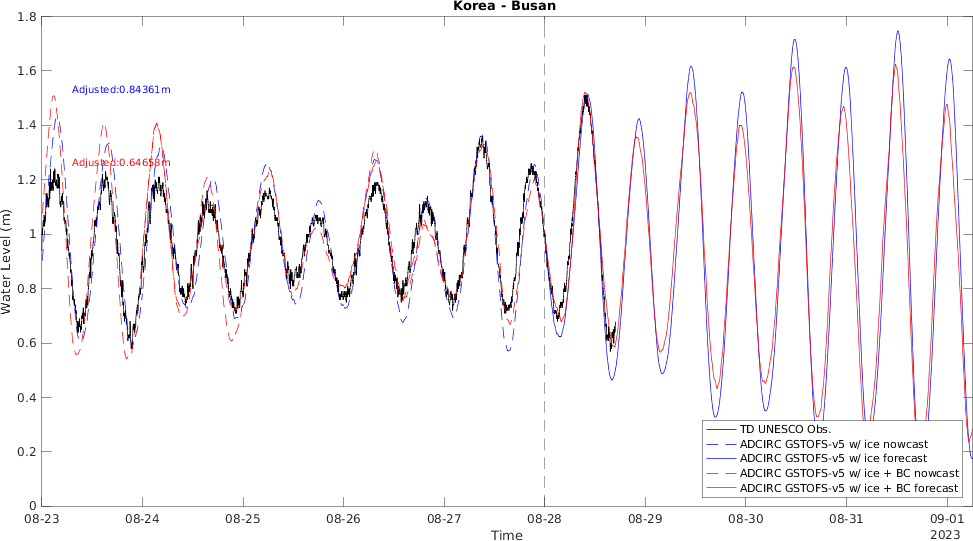 Korea - Busan
1.8
1.6
1.4
1.2
1
0.8
0.6
0.4
0.2
0
Water Level (m)
Adjusted:0.84361m
Adjusted:0.64658m
TD UNESCO Obs.
ADCIRC GSTOFS-v5 w/ ice nowcast
ADCIRC GSTOFS-v5 w/ ice forecast
ADCIRC GSTOFS-v5 w/ ice + BC nowcast
ADCIRC GSTOFS-v5 w/ ice + BC forecast
08-23 08-24 08-25 08-26 08-27 08-28 08-29 08-30 08-31 09-01
Time
2023